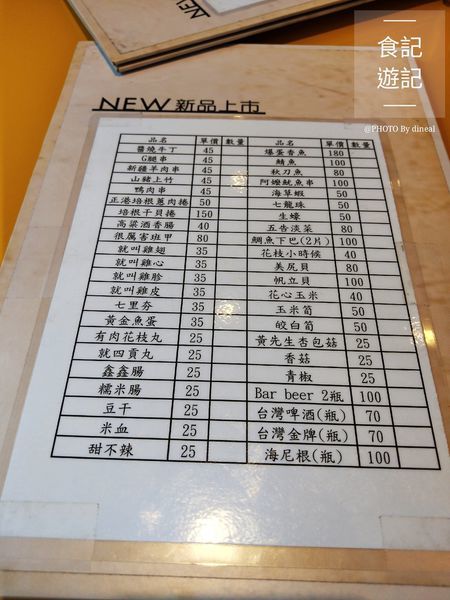 NEW
食記
遊記
@PHOTO By dineal
NEW 新品上市
品名 單價 數量 品名 單價 數量
醬燒牛丁 45 爆蛋香魚 180
G腿串 45 鯖魚 100
新疆羊肉串 45 秋刀魚 80
山豬上竹 45 阿嬤魷魚串 100
鴨肉串 45 海草蝦 50
正港培根蔥肉捲 50 七龍珠 50
培根干貝捲 150 生蠔 50
高粱酒香腸 40 五告淡菜 80
很厲害班甲 80 鯛魚下巴(2片) 100
就叫雞翅 35 花枝小時候 40
就叫雞心 35 美尻貝 80
就叫雞胗 35 帆立貝 100
就叫雞皮 35 花心玉米 40
七里夯 35 玉米筍 50
黃金魚蛋 35 皎白筍 50
有肉花枝丸 25 黃先生杏包菇 25
就四貢丸 25 香菇 25
鑫鑫腸 25 青椒 25
糯米腸 25 Bar beer 2瓶 100
豆干 25 台灣啤酒(瓶) 70
米血 25 台灣金牌(瓶) 70
甜不辣 25 海尼根(瓶) 100